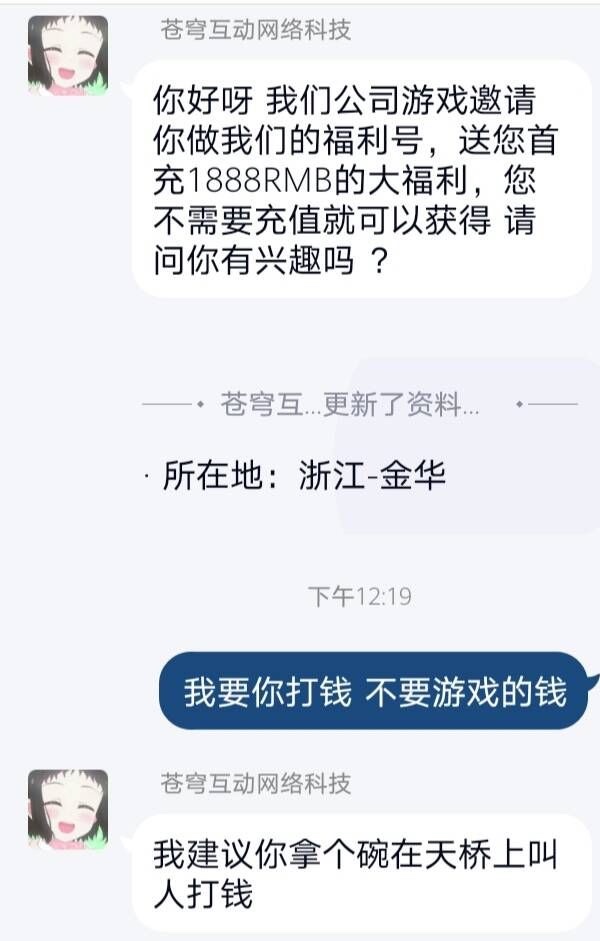 苍穹互动网络科技
你好呀 我们公司游戏邀请
你做我们的福利号，送您首
充1888RMB的大福利，您
不需要充值就可以获得 请
问你有兴趣吗 ？
苍穹互...更新了资料...
· 所在地：浙江-金华
下午12:19
我要你打钱 不要游戏的钱
苍穹互动网络科技
我建议你拿个碗在天桥上叫
人打钱